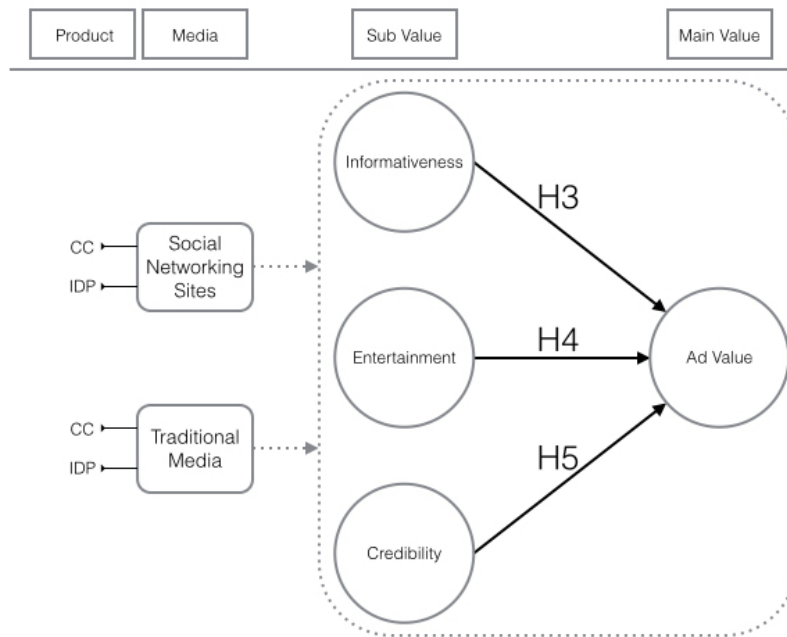 Product
Media
Sub Value
Main Value
Informativeness
H3
CC
IDP
Social
Networking
Sites
Entertainment
H4
Ad Value
CC
IDP
Traditional
Media
H5
Credibility